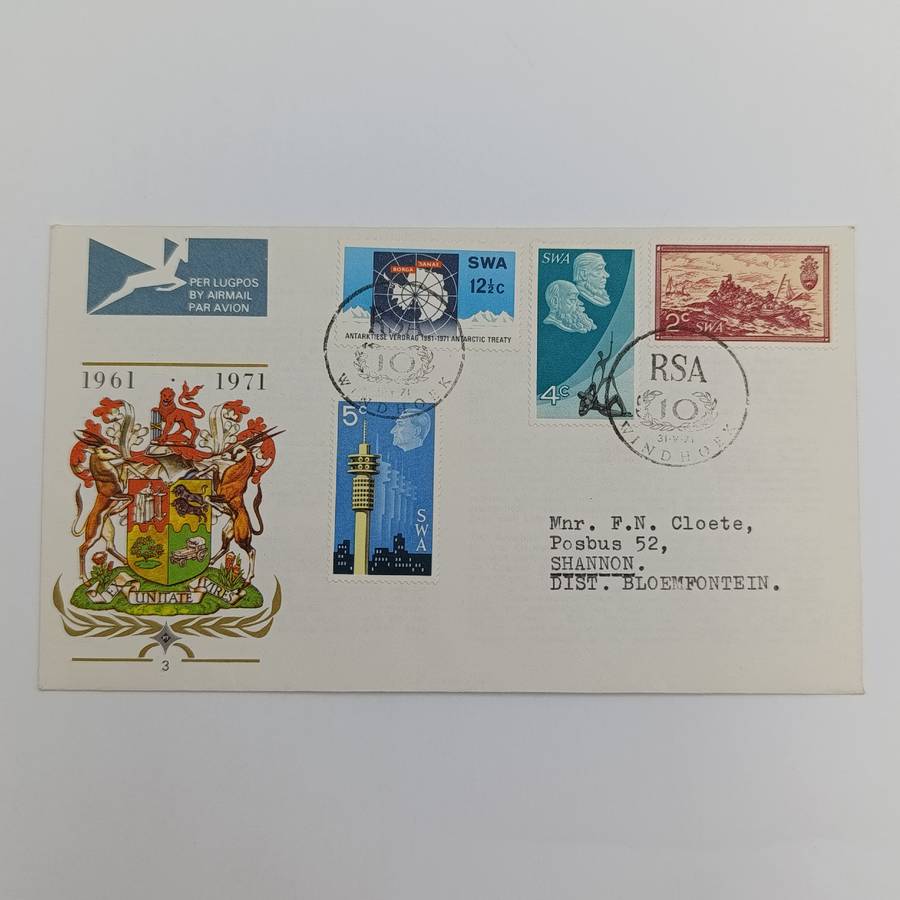 PER LUGPOS
BY AIRMAIL
PAR AVION
1961 1971
UNITATE
3
BORGA SANAE
SWA
12½c
ANTARKTIESE VERDRAG 1961-1971 ANTARCTIC TREATY
10
71
WINDHOEK
5c
SWA
SWA
4c
2c
SWA
RSA
10
31-V-71
WINDHOEK
Mnr. F.N. Cloete,
Posbus 52,
SHANNON.
DIST. BLOEMFONTEIN.